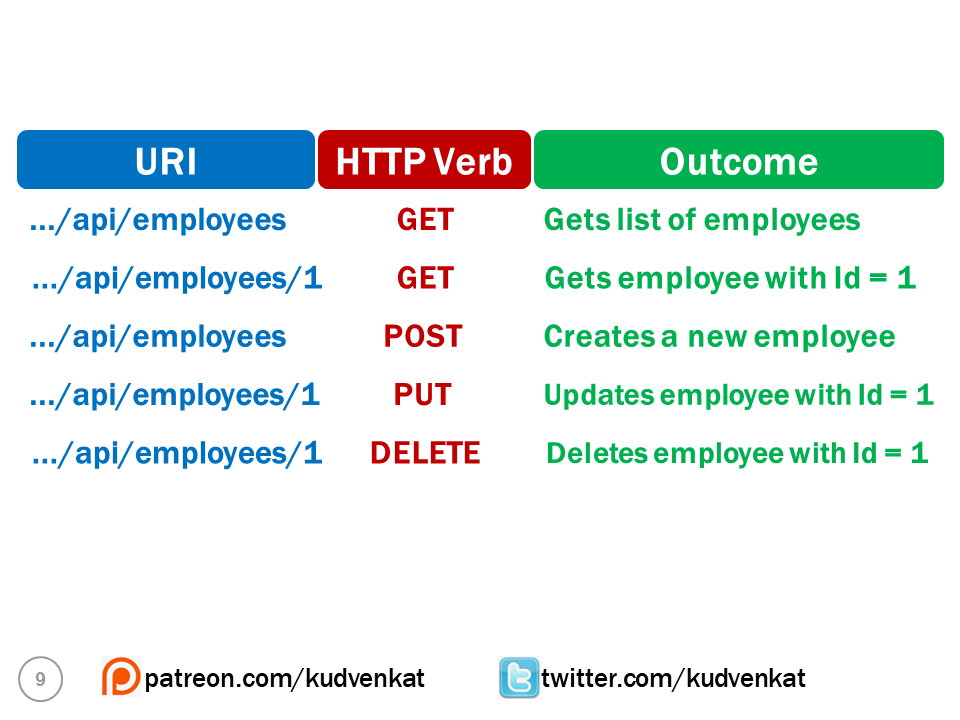 URI HTTP Verb Outcome
.../api/employees GET Gets list of employees
.../api/employees/1 GET Gets employee with Id = 1
.../api/employees POST Creates a new employee
.../api/employees/1 PUT Updates employee with Id = 1
.../api/employees/1 DELETE Deletes employee with Id = 1
9 patreon.com/kudvenkat twitter.com/kudvenkat